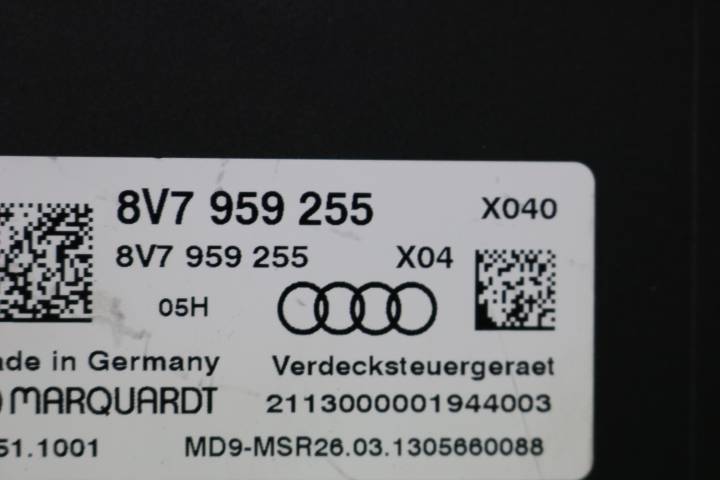 8V7 959 255 X040
8V7 959 255 X04
05H
ade in Germany Verdecksteuergeraet
MARQUARDT 2113000001944003
51.1001 MD9-MSR26.03.1305660088